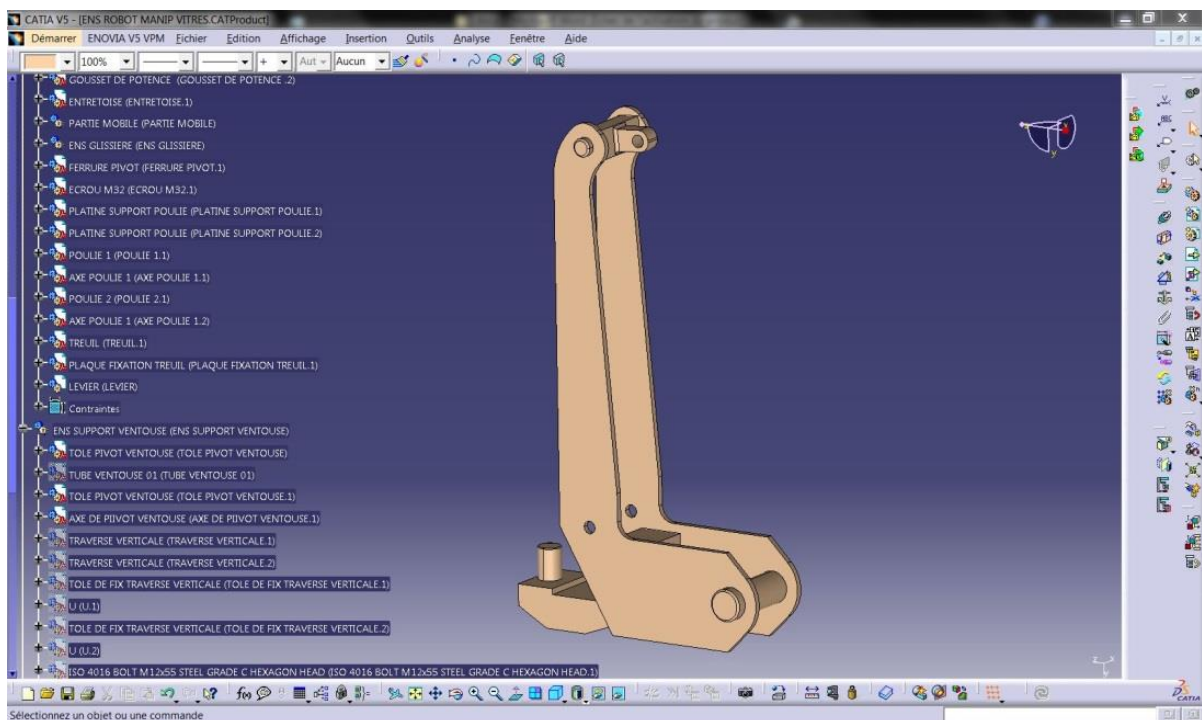 CATIA V5 - [ENS ROBOT MANIP VITRES.CATProduct]
Démarrer ENOVIA V5 VPM Fichier Edition Affichage Insertion Outils Analyse Fenêtre Aide
100% Aut Aucun
GOUSSET DE POTENCE (GOUSSET DE POTENCE .2)
ENTRETOISE (ENTRETOISE.1)
PARTIE MOBILE (PARTIE MOBILE)
ENS GLISSIERE (ENS GLISSIERE)
FERRURE PIVOT (FERRURE PIVOT.1)
ECROU M32 (ECROU M32.1)
PLATINE SUPPORT POULIE (PLATINE SUPPORT POULIE.1)
PLATINE SUPPORT POULIE (PLATINE SUPPORT POULIE.2)
POULIE 1 (POULIE 1.1)
AXE POULIE 1 (AXE POULIE 1.1)
POULIE 2 (POULIE 2.1)
AXE POULIE 1 (AXE POULIE 1.2)
TREUIL (TREUIL.1)
PLAQUE FIXATION TREUIL (PLAQUE FIXATION TREUIL.1)
LEVIER (LEVIER)
Contraintes
ENS SUPPORT VENTOUSE (ENS SUPPORT VENTOUSE)
TOLE PIVOT VENTOUSE (TOLE PIVOT VENTOUSE)
TUBE VENTOUSE 01 (TUBE VENTOUSE 01)
TOLE PIVOT VENTOUSE (TOLE PIVOT VENTOUSE.1)
AXE DE PIIVOT VENTOUSE (AXE DE PIIVOT VENTOUSE.1)
TRAVERSE VERTICALE (TRAVERSE VERTICALE.1)
TRAVERSE VERTICALE (TRAVERSE VERTICALE.2)
TOLE DE FIX TRAVERSE VERTICALE (TOLE DE FIX TRAVERSE VERTICALE.1)
U (U.1)
TOLE DE FIX TRAVERSE VERTICALE (TOLE DE FIX TRAVERSE VERTICALE.2)
U (U.2)
ISO 4016 BOLT M12x55 STEEL GRADE C HEXAGON HEAD (ISO 4016 BOLT M12x55 STEEL GRADE C HEXAGON HEAD.1)
f(x)
CATIA
Sélectionnez un objet ou une commande